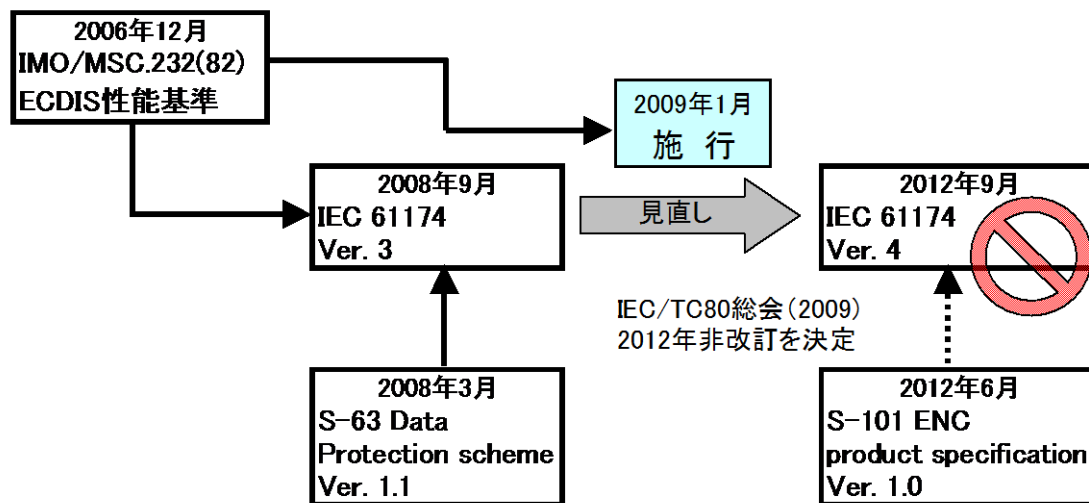 2006年12月
IMO/MSC.232(82)
ECDIS性能基準
2009年1月
施 行
2008年9月
IEC 61174
Ver. 3
見直し
2012年9月
IEC 61174
Ver. 4
IEC/TC80総会(2009)
2012年非改訂を決定
2008年3月
S-63 Data
Protection scheme
Ver. 1.1
2012年6月
S-101 ENC
product specification
Ver. 1.0